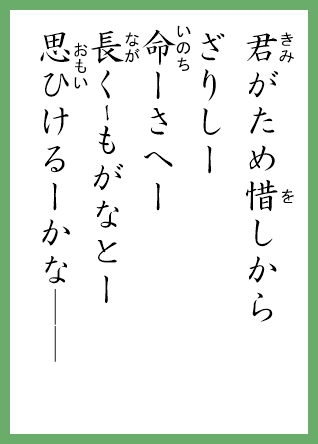 君がため惜しから
ざりしー
命ーさへー
長く~もがなとー
思ひけるーかな――
きみ
を
いのち
なが
おもい